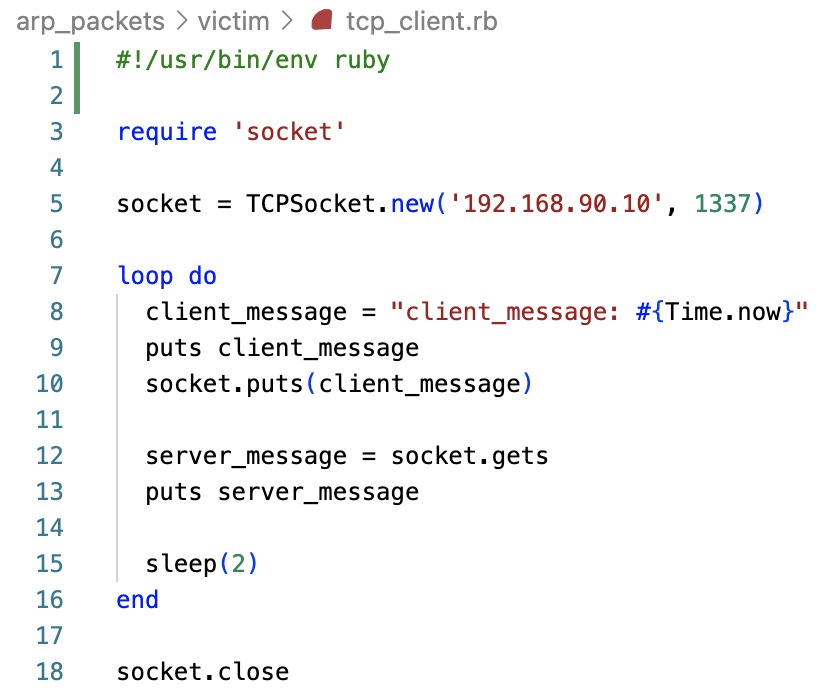 arp_packets > victim > tcp_client.rb
1 #!/usr/bin/env ruby
2
3 require 'socket'
4
5 socket = TCPSocket.new('192.168.90.10', 1337)
6
7 loop do
8   client_message = "client_message: #{Time.now}"
9   puts client_message
10   socket.puts(client_message)
11
12   server_message = socket.gets
13   puts server_message
14
15   sleep(2)
16 end
17
18 socket.close